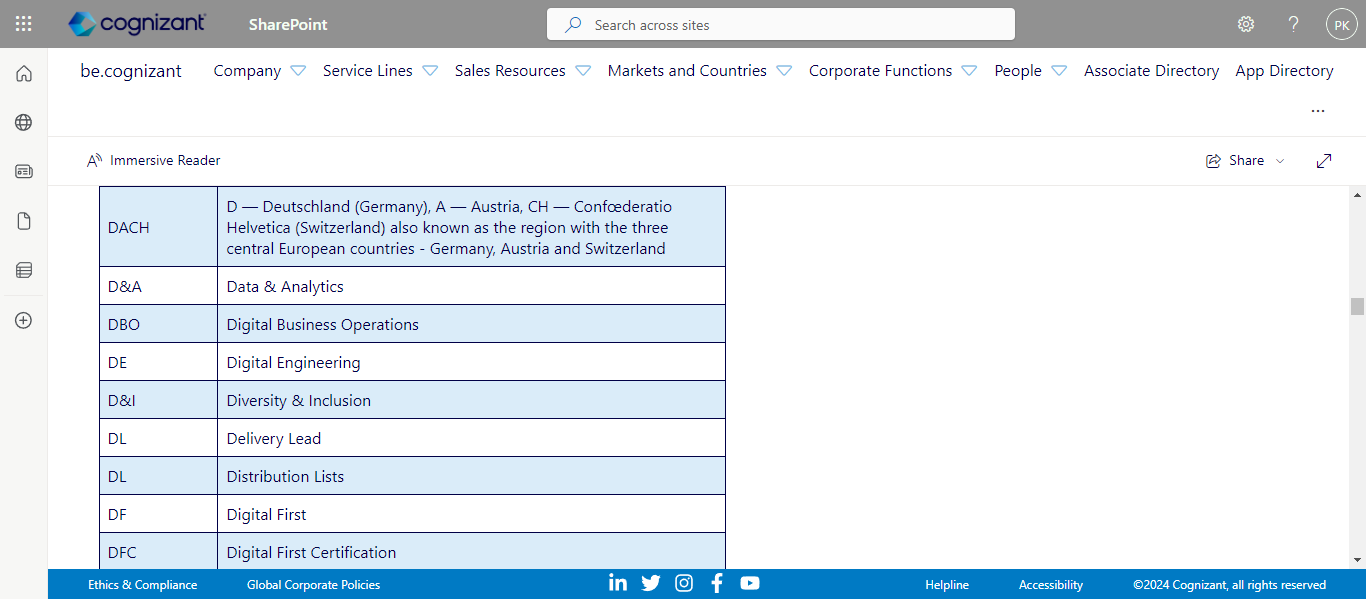 cognizant
SharePoint
Search across sites
?
PK
be.cognizant
Company
Service Lines
Sales Resources
Markets and Countries
Corporate Functions
People
Associate Directory
App Directory
...
Immersive Reader
Share
DACH
D — Deutschland (Germany), A — Austria, CH — Confœderatio
Helvetica (Switzerland) also known as the region with the three
central European countries - Germany, Austria and Switzerland
D&A
Data & Analytics
DBO
Digital Business Operations
DE
Digital Engineering
D&I
Diversity & Inclusion
DL
Delivery Lead
DL
Distribution Lists
DF
Digital First
DFC
Digital First Certification
Ethics & Compliance
Global Corporate Policies
Helpline
Accessibility
©2024 Cognizant, all rights reserved